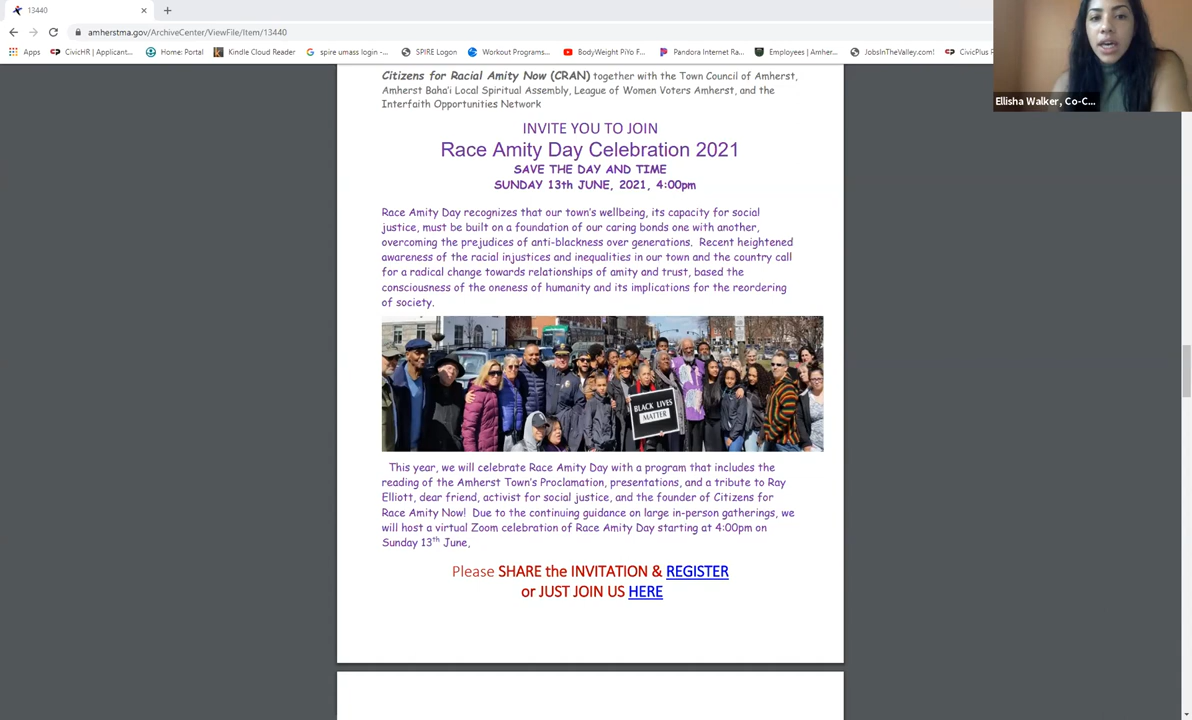 13440
amherstma.gov/ArchiveCenter/ViewFile/Item/13440
Apps CivicHR | Applicant... Home: Portal Kindle Cloud Reader spire umass login -... SPIRE Logon Workout Programs... BodyWeight PiYo F... Pandora Internet Ra... Employees | Amher... JobsInTheValley.com! CivicPlus
Ellisha Walker, Co-C...
Citizens for Racial Amity Now (CRAN) together with the Town Council of Amherst,
Amherst Baha'i Local Spiritual Assembly, League of Women Voters Amherst, and the
Interfaith Opportunities Network
INVITE YOU TO JOIN
Race Amity Day Celebration 2021
SAVE THE DAY AND TIME
SUNDAY 13th JUNE, 2021, 4:00pm
Race Amity Day recognizes that our town's wellbeing, its capacity for social
justice, must be built on a foundation of our caring bonds one with another,
overcoming the prejudices of anti-blackness over generations. Recent heightened
awareness of the racial injustices and inequalities in our town and the country call
for a radical change towards relationships of amity and trust, based the
consciousness of the oneness of humanity and its implications for the reordering
of society.
BLACK LIVES
MATTER
This year, we will celebrate Race Amity Day with a program that includes the
reading of the Amherst Town's Proclamation, presentations, and a tribute to Ray
Elliott, dear friend, activist for social justice, and the founder of Citizens for
Race Amity Now! Due to the continuing guidance on large in-person gatherings, we
will host a virtual Zoom celebration of Race Amity Day starting at 4:00pm on
Sunday 13th June,
Please SHARE the INVITATION & REGISTER
or JUST JOIN US HERE